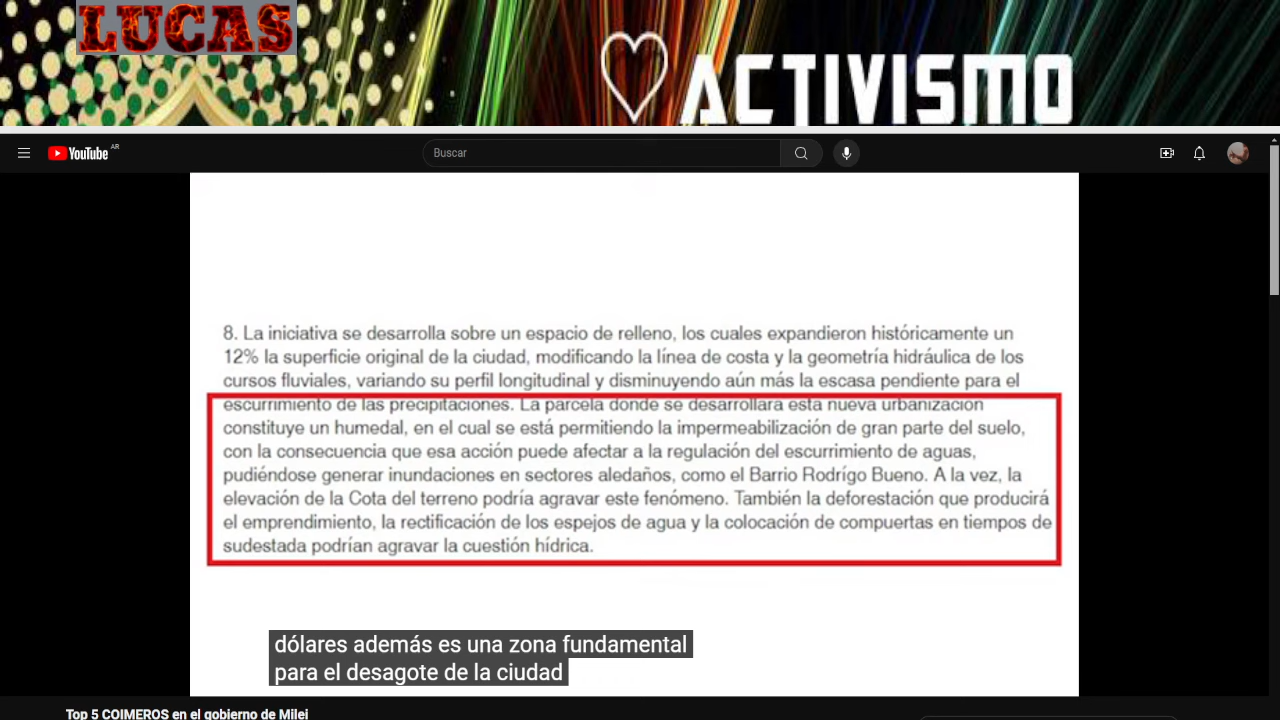 LUCAS
ACTIVISMO
YouTube AR
Buscar
8. La iniciativa se desarrolla sobre un espacio de relleno, los cuales expandieron históricamente un
12% la superficie original de la ciudad, modificando la línea de costa y la geometría hidráulica de los
cursos fluviales, variando su perfil longitudinal y disminuyendo aún más la escasa pendiente para el
escurrimiento de las precipitaciones. La parcela donde se desarrollará esta nueva urbanización
constituye un humedal, en el cual se está permitiendo la impermeabilización de gran parte del suelo,
con la consecuencia que esa acción puede afectar a la regulación del escurrimiento de aguas,
pudiéndose generar inundaciones en sectores aledaños, como el Barrio Rodrígo Bueno. A la vez, la
elevación de la Cota del terreno podría agravar este fenómeno. También la deforestación que producirá
el emprendimiento, la rectificación de los espejos de agua y la colocación de compuertas en tiempos de
sudestada podrían agravar la cuestión hídrica.
dólares además es una zona fundamental
para el desagote de la ciudad
Top 5 COIMEROS en el gobierno de Milei